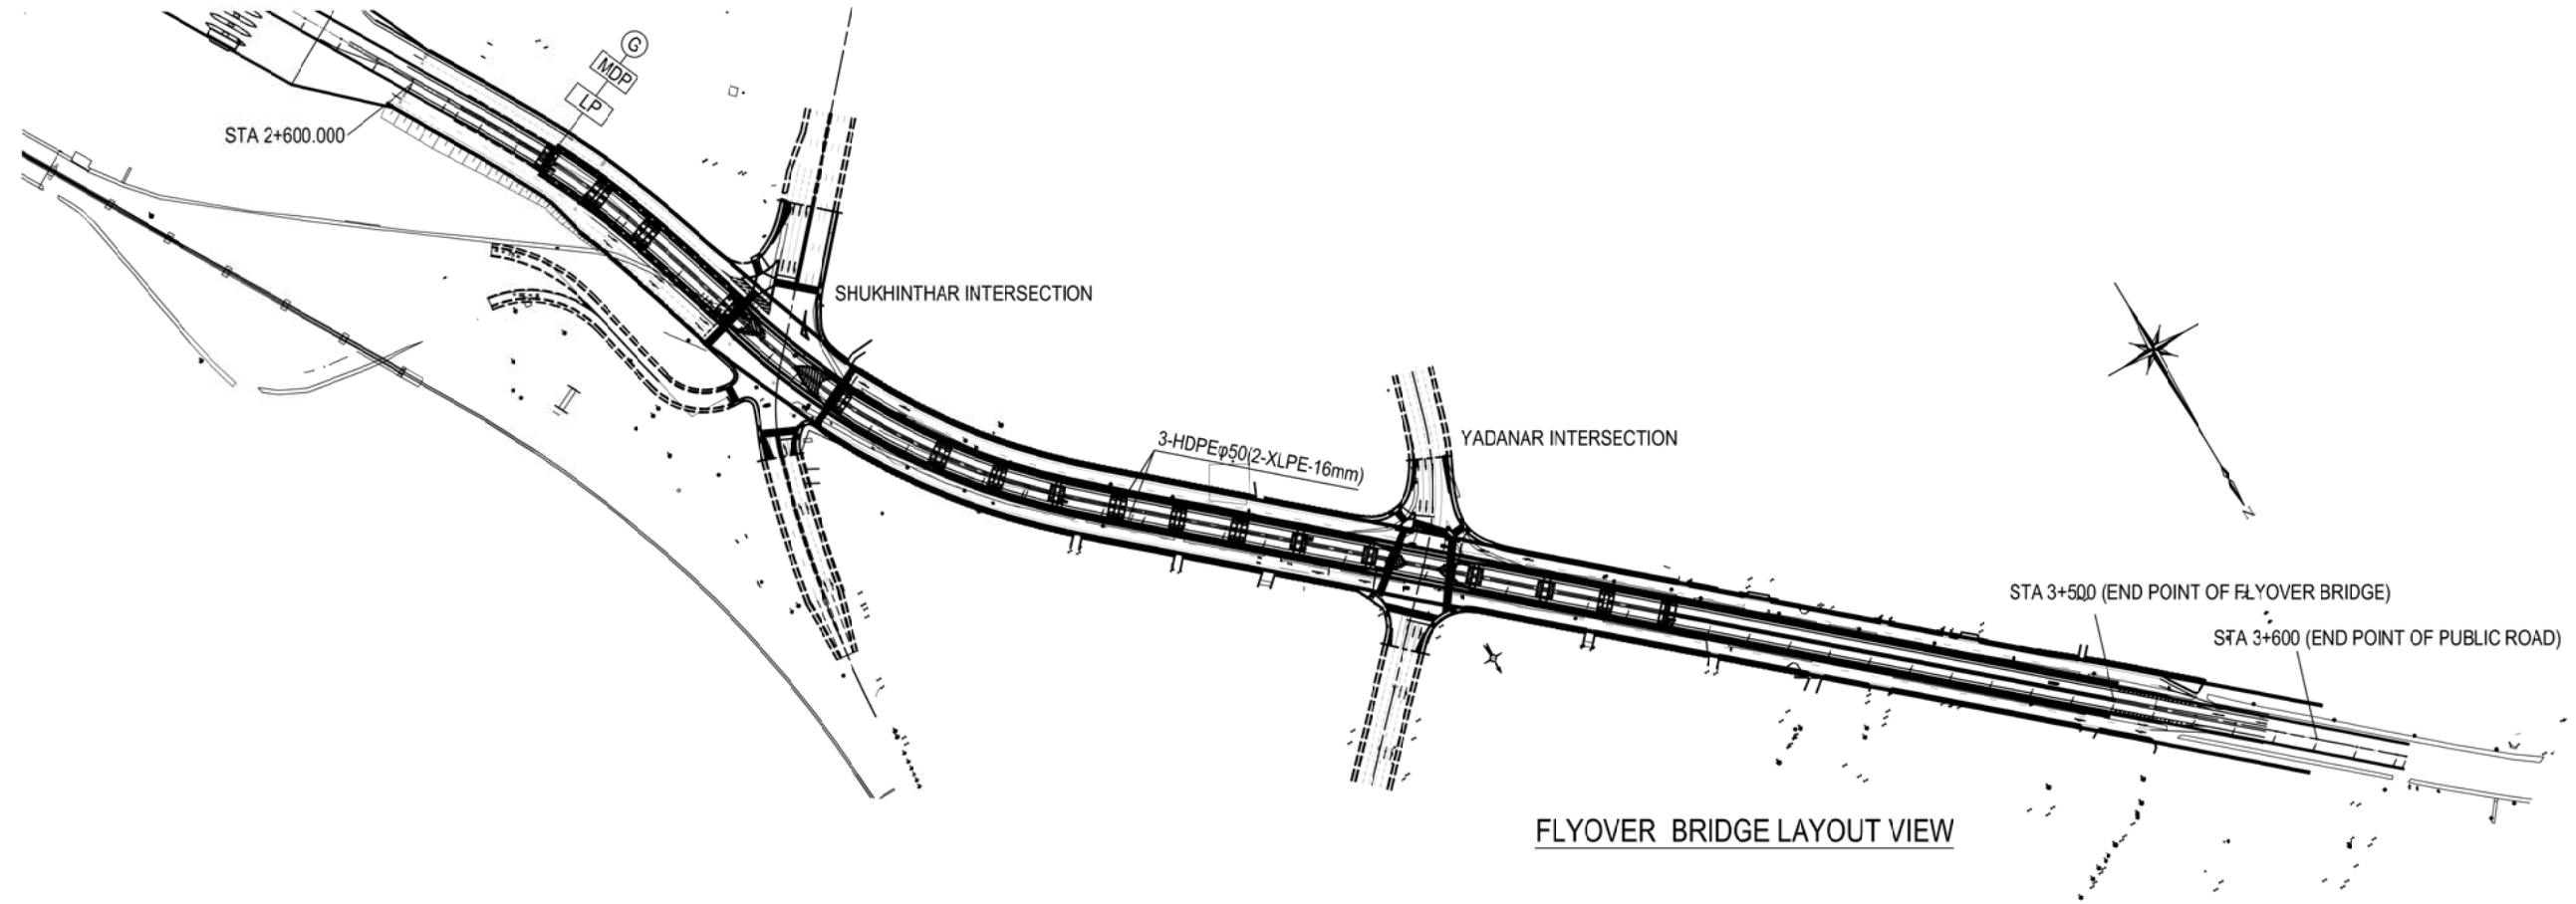 G
MDP
LP
STA 2+600.000
SHUKHINTHAR INTERSECTION
3-HDPEφ50(2-XLPE-16mm)
YADANAR INTERSECTION
N
STA 3+500 (END POINT OF FLYOVER BRIDGE)
STA 3+600 (END POINT OF PUBLIC ROAD)
FLYOVER BRIDGE LAYOUT VIEW